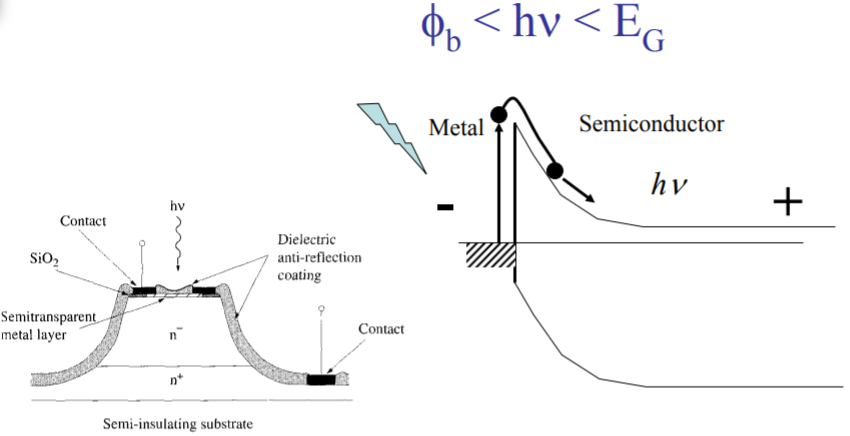 ϕb < hν < EG
Metal
Semiconductor
hν
-
+
hν
Contact
SiO2
Dielectric
anti-reflection
coating
Semitransparent
metal layer
n-
Contact
n+
Semi-insulating substrate